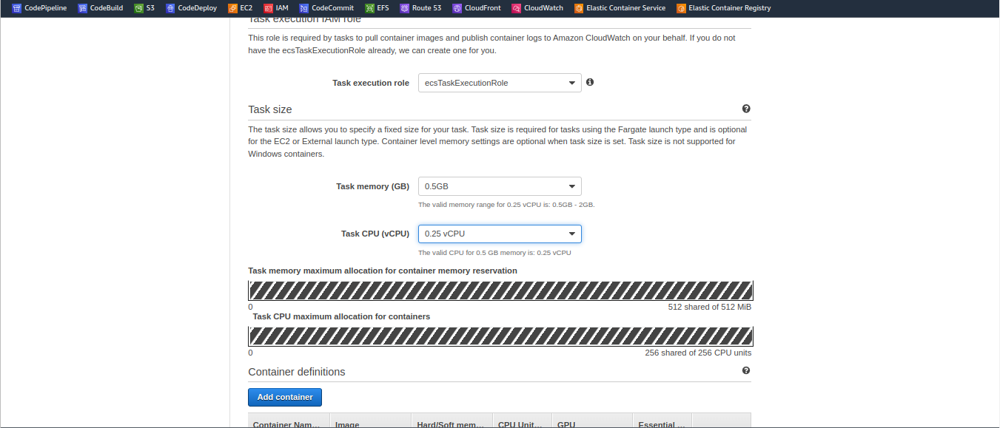 CodePipeline CodeBuild S3 CodeDeploy EC2 IAM CodeCommit EFS Route 53 CloudFront CloudWatch Elastic Container Service Elastic Container Registry
Task execution IAM role
This role is required by tasks to pull container images and publish container logs to Amazon CloudWatch on your behalf. If you do not
have the ecsTaskExecutionRole already, we can create one for you.
Task execution role ecsTaskExecutionRole
Task size
The task size allows you to specify a fixed size for your task. Task size is required for tasks using the Fargate launch type and is optional
for the EC2 or External launch type. Container level memory settings are optional when task size is set. Task size is not supported for
Windows containers.
Task memory (GB) 0.5GB
The valid memory range for 0.25 vCPU is: 0.5GB - 2GB.
Task CPU (vCPU) 0.25 vCPU
The valid CPU for 0.5 GB memory is: 0.25 vCPU
Task memory maximum allocation for container memory reservation
0 512 shared of 512 MiB
Task CPU maximum allocation for containers
0 256 shared of 256 CPU units
Container definitions
Add container
Container Nam... Image Hard/Soft mem... CPU Unit... GPU Essential ...